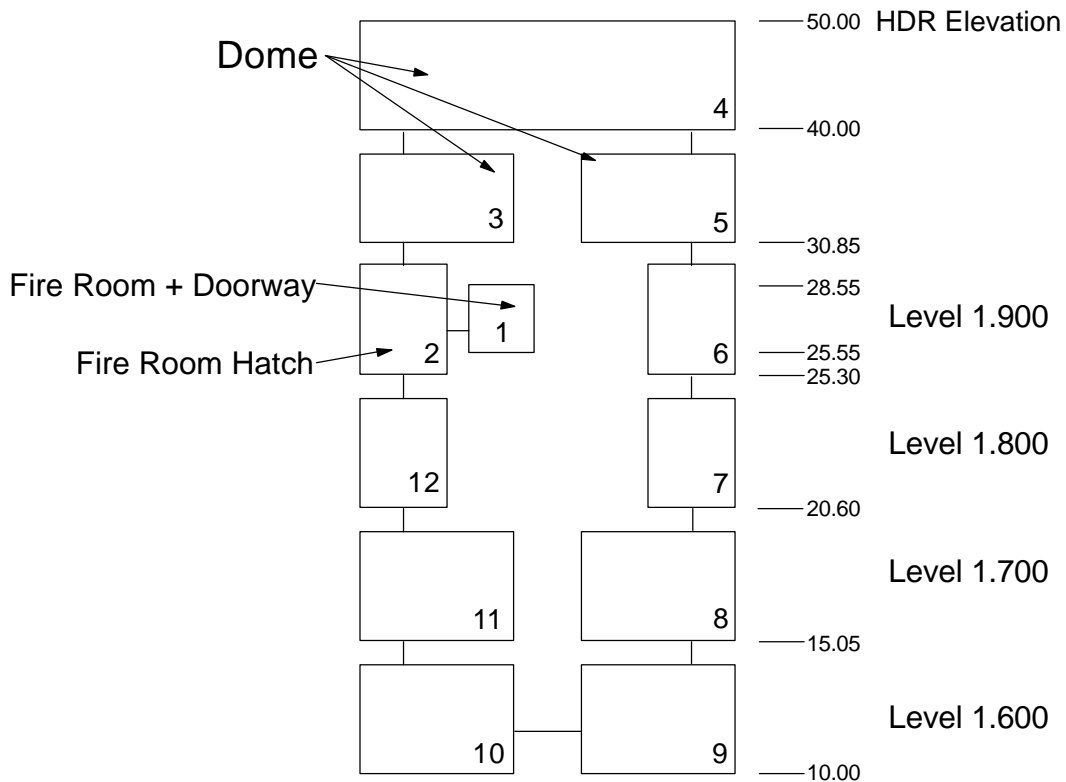 50.00 HDR Elevation
Dome
4
40.00
3
5
30.85
Fire Room + Doorway
28.55
1
Level 1.900
Fire Room Hatch
2
6
25.55
25.30
Level 1.800
12
7
20.60
Level 1.700
11
8
15.05
Level 1.600
10
9
10.00